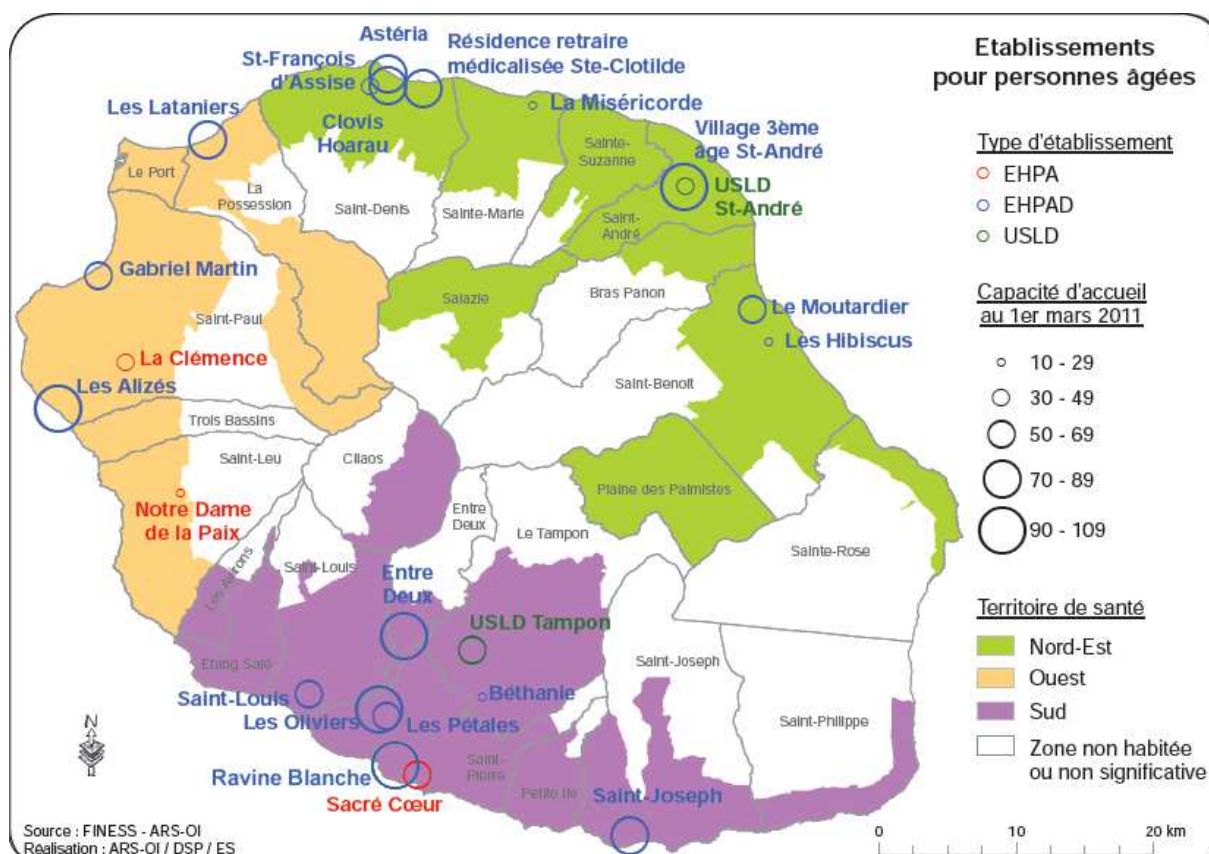 Etablissements
pour personnes âgées
Type d'établissement
EHPA
EHPAD
USLD
Capacité d'accueil
au 1er mars 2011
10 - 29
30 - 49
50 - 69
70 - 89
90 - 109
Territoire de santé
Nord-Est
Ouest
Sud
Zone non habitée
ou non significative
Astéria
St-François
d'Assise
Résidence retraire
médicalisée Ste-Clotilde
Les Lataniers
Clovis
Hoarau
La Miséricorde
Village 3ème
âge St-André
USLD
St-André
Le Port
La
Possession
Saint-Denis
Sainte-Marie
Sainte-
Suzanne
Saint-
André
Gabriel Martin
Saint-Paul
Salazie
Bras Panon
Le Moutardier
Les Hibiscus
La Clémence
Les Alizés
Trois Bassins
Saint-Leu
Cilaos
Saint-Benoit
Notre Dame
de la Paix
Plaine des Palmistes
Entre
Deux
Le Tampon
Sainte-Rose
Les Avirons
Saint-Louis
Entre
Deux
USLD Tampon
Etang Salé
Saint-Joseph
Saint-Louis
Béthanie
Les Oliviers
Les Pétales
Saint-Philippe
Ravine Blanche
Saint-
Pierre
Sacré Cœur
Petite Ile
Saint-Joseph
N
Source : FINESS - ARS-OI
Réalisation : ARS-OI / DSP / ES
0 10 20 km